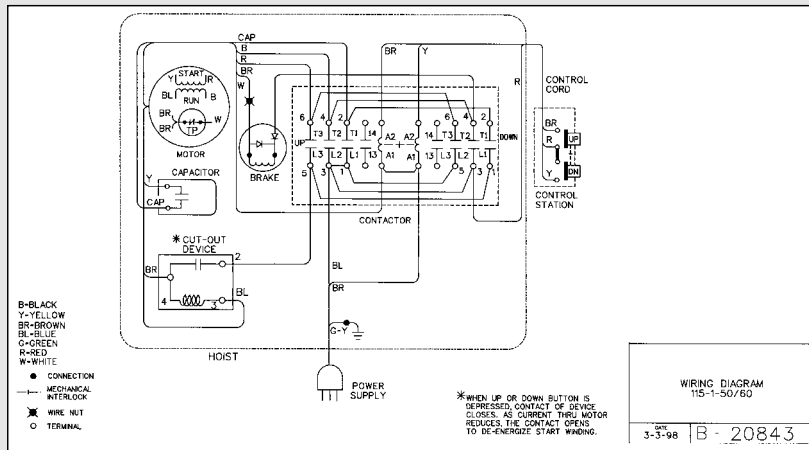 CAP
B
R
BR
W
BR
Y
R
CONTROL
CORD
Y START R
BL RUN B
BR
BR TP W
MOTOR
CAPACITOR
Y
CAP
BRAKE
6 4 2
T3 T2 T1 14 A2
UP
L3 L2 L1 13 A1
5 3 1
6 4 2
A2 14 T3 T2 T1
DOWN
A1 13 L3 L2 L1
5 3 1
CONTACTOR
BR
R
Y
UP
DN
CONTROL
STATION
* CUT-OUT
DEVICE
2
BR
BL
4 3
BL
BR
G-Y
HOIST
POWER
SUPPLY
B-BLACK
Y-YELLOW
BR-BROWN
BL-BLUE
G-GREEN
R-RED
W-WHITE
CONNECTION
MECHANICAL
INTERLOCK
WIRE NUT
TERMINAL
* WHEN UP OR DOWN BUTTON IS
DEPRESSED, CONTACT OF DEVICE
CLOSES. AS CURRENT THRU MOTOR
REDUCES, THE CONTACT OPENS
TO DE-ENERGIZE START WINDING.
WIRING DIAGRAM
115-1-50/60
DATE
3-3-98
B - 20843